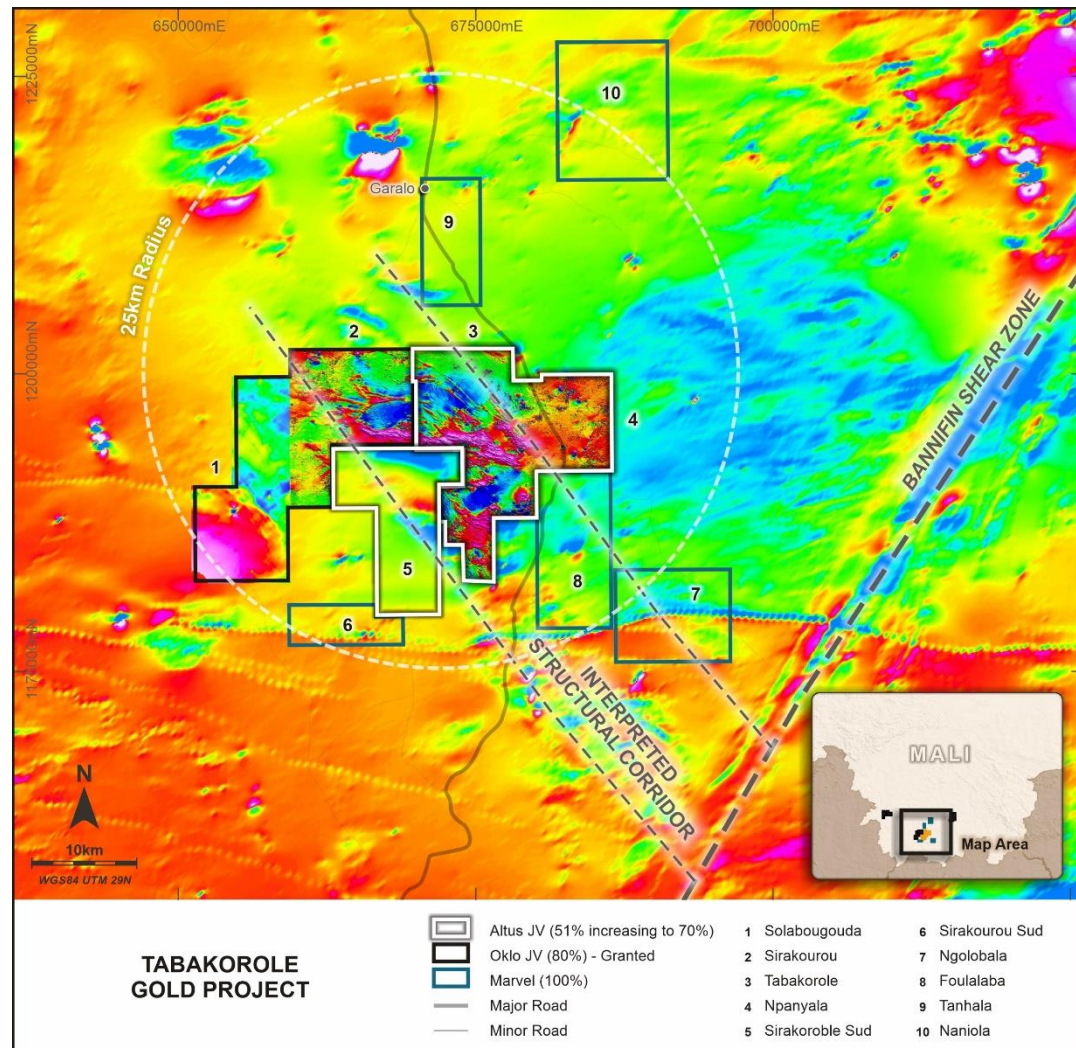 650000mE
675000mE
700000mE
1225000mN
10
Garalo
9
25km Radius
2
3
1200000mN
4
1
BANNIFIN SHEAR ZONE
5
8
7
6
1175000mN
INTERPRETED
STRUCTURAL CORRIDOR
N
10km
WGS84 UTM 29N
MALI
Map Area
TABAKOROLE
GOLD PROJECT
Altus JV (51% increasing to 70%)
Oklo JV (80%) - Granted
Marvel (100%)
Major Road
Minor Road
1 Solabougouda
2 Sirakourou
3 Tabakorole
4 Npanyala
5 Sirakoroble Sud
6 Sirakourou Sud
7 Ngolobala
8 Foulalaba
9 Tanhala
10 Naniola